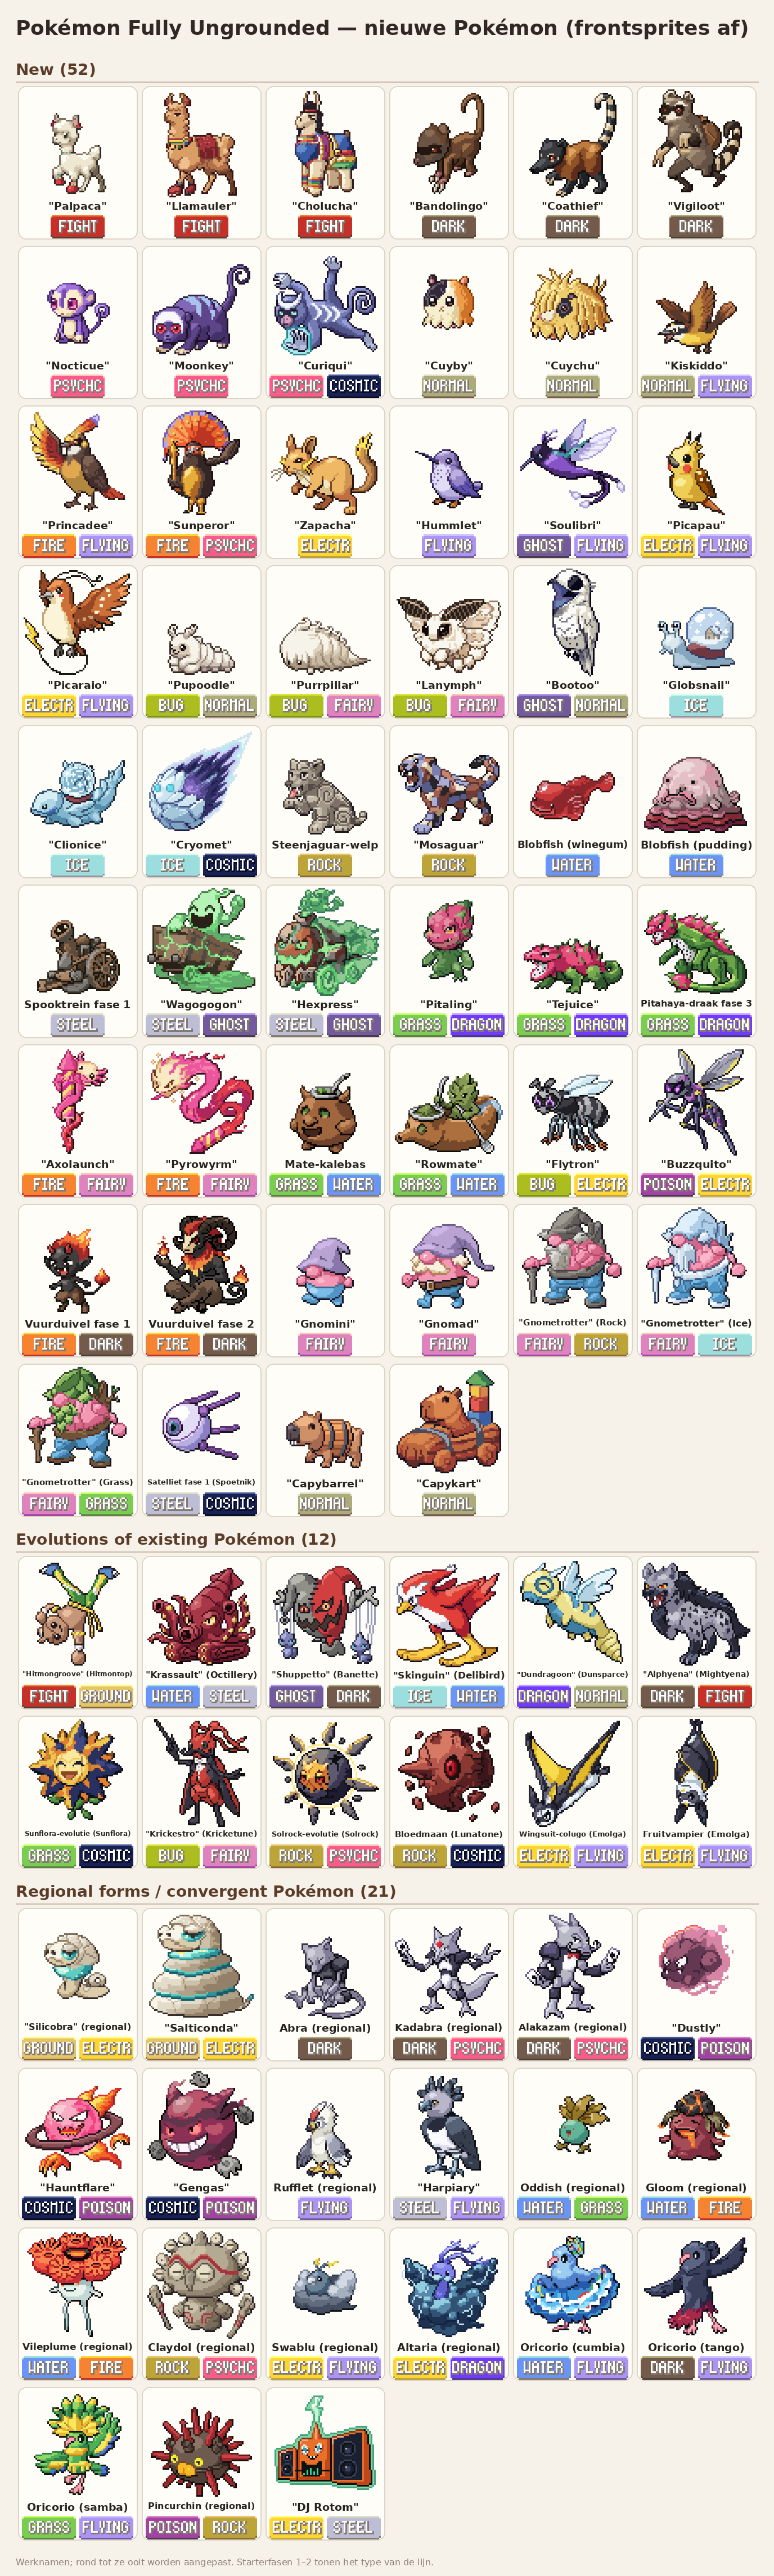 Pokémon Fully Ungrounded — nieuwe Pokémon (frontsprites af)
New (52)
"Palpaca" "Llamauler" "Cholucha" "Bandolingo" "Coathief" "Vigiloot"
FIGHT FIGHT FIGHT DARK DARK DARK
"Nocticue" "Moonkey" "Curiqui" "Cuyby" "Cuychu" "Kiskiddo"
PSYCHC PSYCHC PSYCHC COSMIC NORMAL NORMAL NORMAL FLYING
"Princadee" "Sunperor" "Zapacha" "Hummlet" "Soulibri" "Picapau"
FIRE FLYING FIRE PSYCHC ELECTR FLYING GHOST FLYING ELECTR FLYING
"Picaraio" "Pupoodle" "Purrpillar" "Lanymph" "Bootoo" "Globsnail"
ELECTR FLYING BUG NORMAL BUG FAIRY BUG FAIRY GHOST NORMAL ICE
"Clionice" "Cryomet" Steenjaguar-welp "Mosaguar" Blobfish (winegum) Blobfish (pudding)
ICE ICE COSMIC ROCK ROCK WATER WATER
Spooktrein fase 1 "Wagogogon" "Hexpress" "Pitaling" "Tejuice" Pitahaya-draak fase 3
STEEL STEEL GHOST STEEL GHOST GRASS DRAGON GRASS DRAGON GRASS DRAGON
"Axolaunch" "Pyrowyrm" Mate-kalebas "Rowmate" "Flytron" "Buzzquito"
FIRE FAIRY FIRE FAIRY GRASS WATER GRASS WATER BUG ELECTR POISON ELECTR
Vuurduivel fase 1 Vuurduivel fase 2 "Gnomini" "Gnomad" "Gnometrotter" (Rock) "Gnometrotter" (Ice)
FIRE DARK FIRE DARK FAIRY FAIRY FAIRY ROCK FAIRY ICE
"Gnometrotter" (Grass) Satelliet fase 1 (Spoetnik) "Capybarrel" "Capykart"
FAIRY GRASS STEEL COSMIC NORMAL NORMAL
Evolutions of existing Pokémon (12)
"Hitmongroove" (Hitmontop) "Krassault" (Octillery) "Shuppetto" (Banette) "Skinguin" (Delibird) "Dundragoon" (Dunsparce) "Alphyena" (Mightyena)
FIGHT GROUND WATER STEEL GHOST DARK ICE WATER DRAGON NORMAL DARK FIGHT
Sunflora-evolutie (Sunflora) "Krickestro" (Kricketune) Solrock-evolutie (Solrock) Bloedmaan (Lunatone) Wingsuit-colugo (Emolga) Fruitvampier (Emolga)
GRASS COSMIC BUG FAIRY ROCK PSYCHC ROCK COSMIC ELECTR FLYING ELECTR FLYING
Regional forms / convergent Pokémon (21)
"Silicobra" (regional) "Salticonda" Abra (regional) Kadabra (regional) Alakazam (regional) "Dustly"
GROUND ELECTR GROUND ELECTR DARK DARK PSYCHC DARK PSYCHC COSMIC POISON
"Hauntflare" "Gengas" Rufflet (regional) "Harpiary" Oddish (regional) Gloom (regional)
COSMIC POISON COSMIC POISON FLYING STEEL FLYING WATER GRASS WATER FIRE
Vileplume (regional) Claydol (regional) Swablu (regional) Altaria (regional) Oricorio (cumbia) Oricorio (tango)
WATER FIRE ROCK PSYCHC ELECTR FLYING ELECTR DRAGON WATER FLYING DARK FLYING
Oricorio (samba) Pincurchin (regional) "DJ Rotom"
GRASS FLYING POISON ROCK ELECTR STEEL
Werknamen; rond tot ze ooit worden aangepast. Starterfasen 1–2 tonen het type van de lijn.